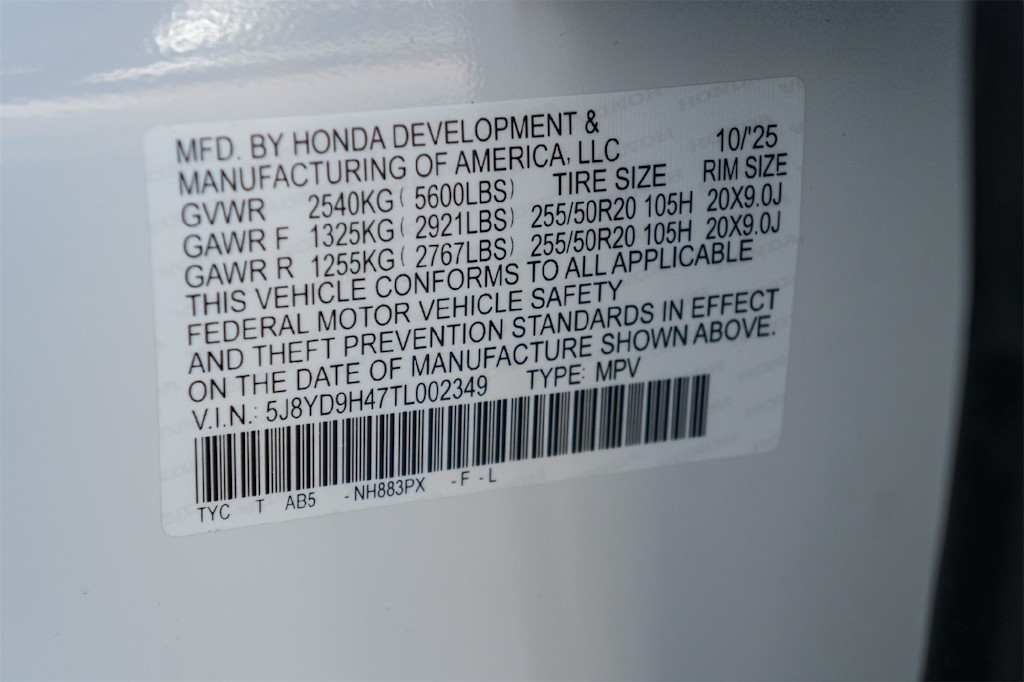 MFD. BY HONDA DEVELOPMENT &
MANUFACTURING OF AMERICA, LLC 10/'25
GVWR 2540KG ( 5600LBS) TIRE SIZE RIM SIZE
GAWR F 1325KG ( 2921LBS) 255/50R20 105H 20X9.0J
GAWR R 1255KG ( 2767LBS) 255/50R20 105H 20X9.0J
THIS VEHICLE CONFORMS TO ALL APPLICABLE
FEDERAL MOTOR VEHICLE SAFETY
AND THEFT PREVENTION STANDARDS IN EFFECT
ON THE DATE OF MANUFACTURE SHOWN ABOVE.
V.I.N.: 5J8YD9H47TL002349 TYPE: MPV
TYC T AB5 -NH883PX -F-L